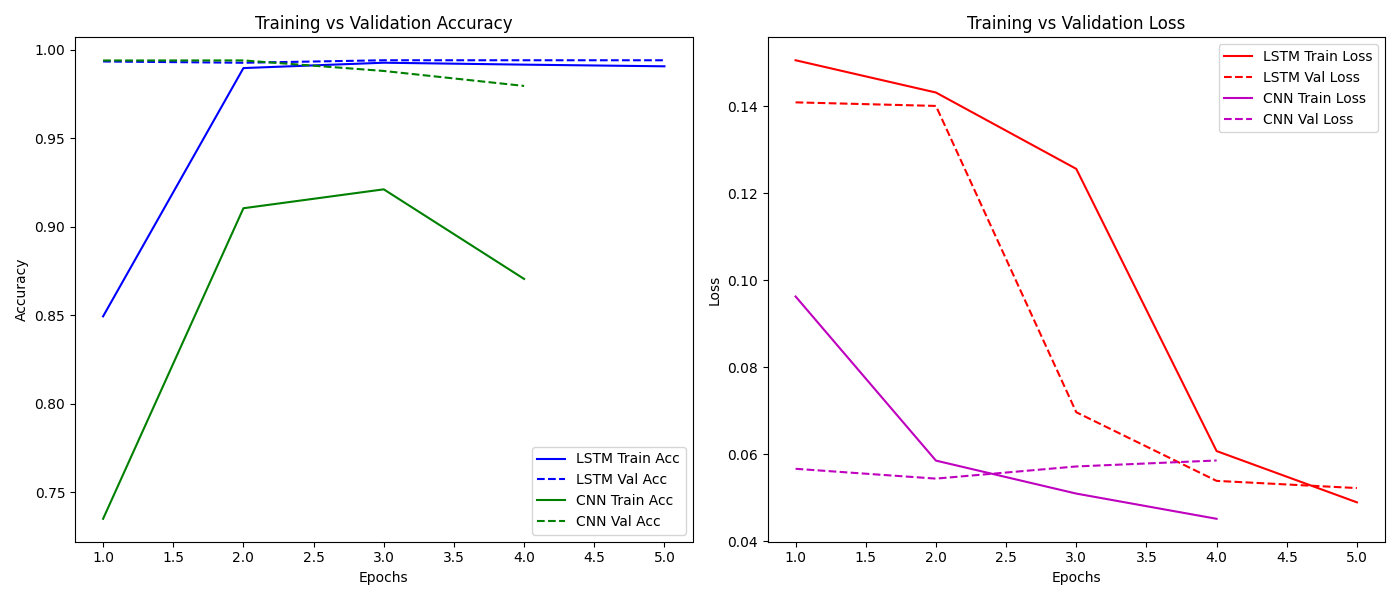 Training vs Validation Accuracy
Accuracy
1.00
0.95
0.90
0.85
0.80
0.75
LSTM Train Acc
LSTM Val Acc
CNN Train Acc
CNN Val Acc
1.0 1.5 2.0 2.5 3.0 3.5 4.0 4.5 5.0
Epochs
Training vs Validation Loss
Loss
0.14
0.12
0.10
0.08
0.06
0.04
LSTM Train Loss
LSTM Val Loss
CNN Train Loss
CNN Val Loss
1.0 1.5 2.0 2.5 3.0 3.5 4.0 4.5 5.0
Epochs